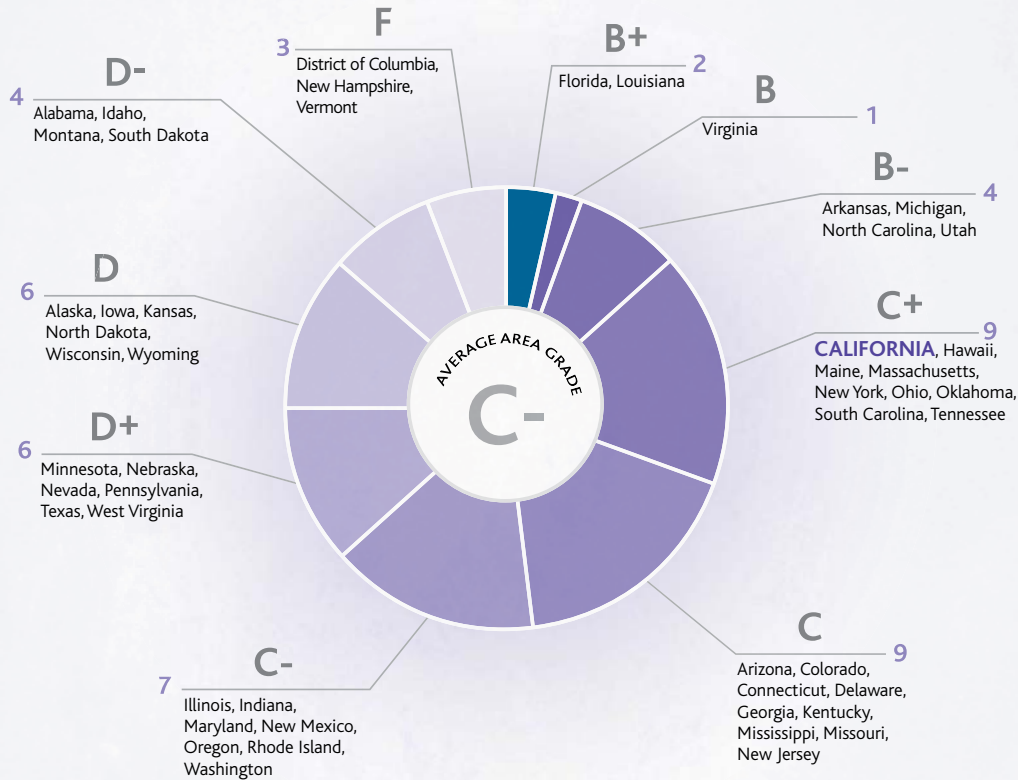 F
3
District of Columbia,
New Hampshire,
Vermont
B+
2
Florida, Louisiana
B
1
Virginia
B-
4
Arkansas, Michigan,
North Carolina, Utah
C+
9
CALIFORNIA, Hawaii,
Maine, Massachusetts,
New York, Ohio, Oklahoma,
South Carolina, Tennessee
C
9
Arizona, Colorado,
Connecticut, Delaware,
Georgia, Kentucky,
Mississippi, Missouri,
New Jersey
C-
7
Illinois, Indiana,
Maryland, New Mexico,
Oregon, Rhode Island,
Washington
D+
6
Minnesota, Nebraska,
Nevada, Pennsylvania,
Texas, West Virginia
D
6
Alaska, Iowa, Kansas,
North Dakota,
Wisconsin, Wyoming
D-
4
Alabama, Idaho,
Montana, South Dakota
AVERAGE AREA GRADE
C-